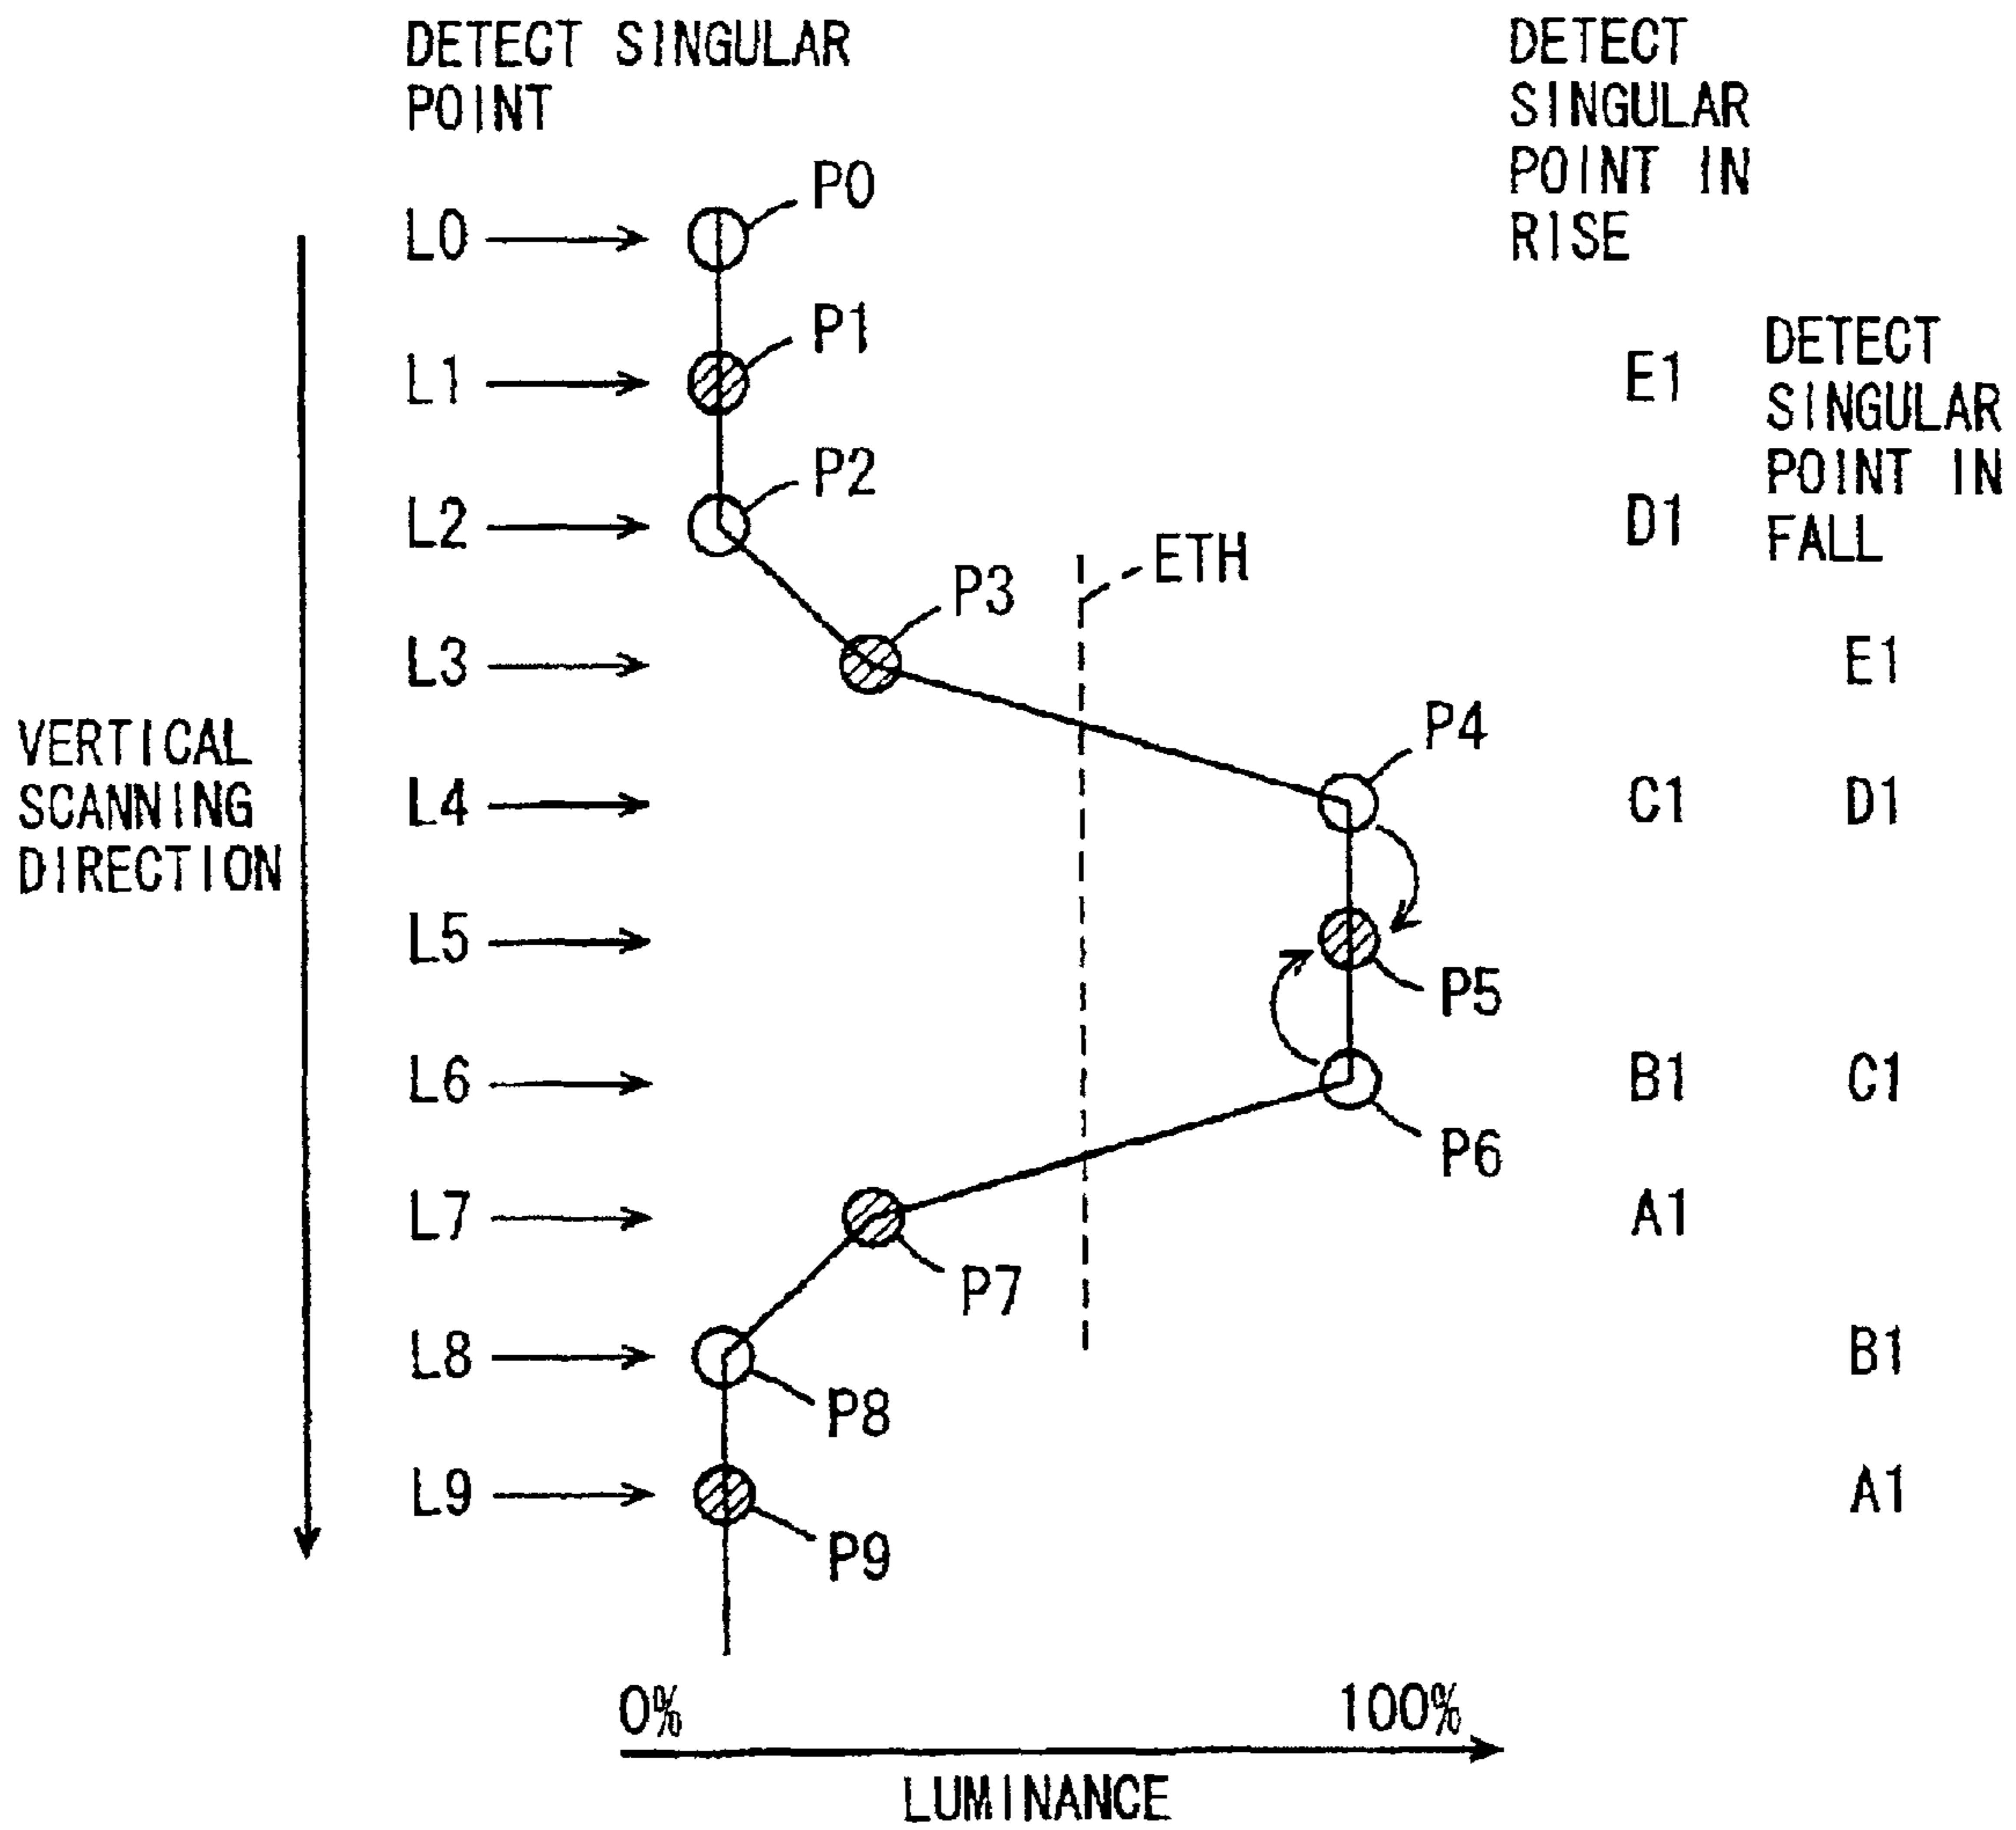 DETECT SINGULAR
POINT
DETECT
SINGULAR
POINT IN
RISE
P0
L0
P1
L1
E1
DETECT
SINGULAR
POINT IN
FALL
P2
L2
D1
ETH
P3
L3
E1
VERTICAL
SCANNING
DIRECTION
P4
L4
C1
D1
L5
P5
L6
B1
C1
P6
L7
A1
P7
L8
B1
P8
L9
A1
P9
0%
100%
LUMINANCE